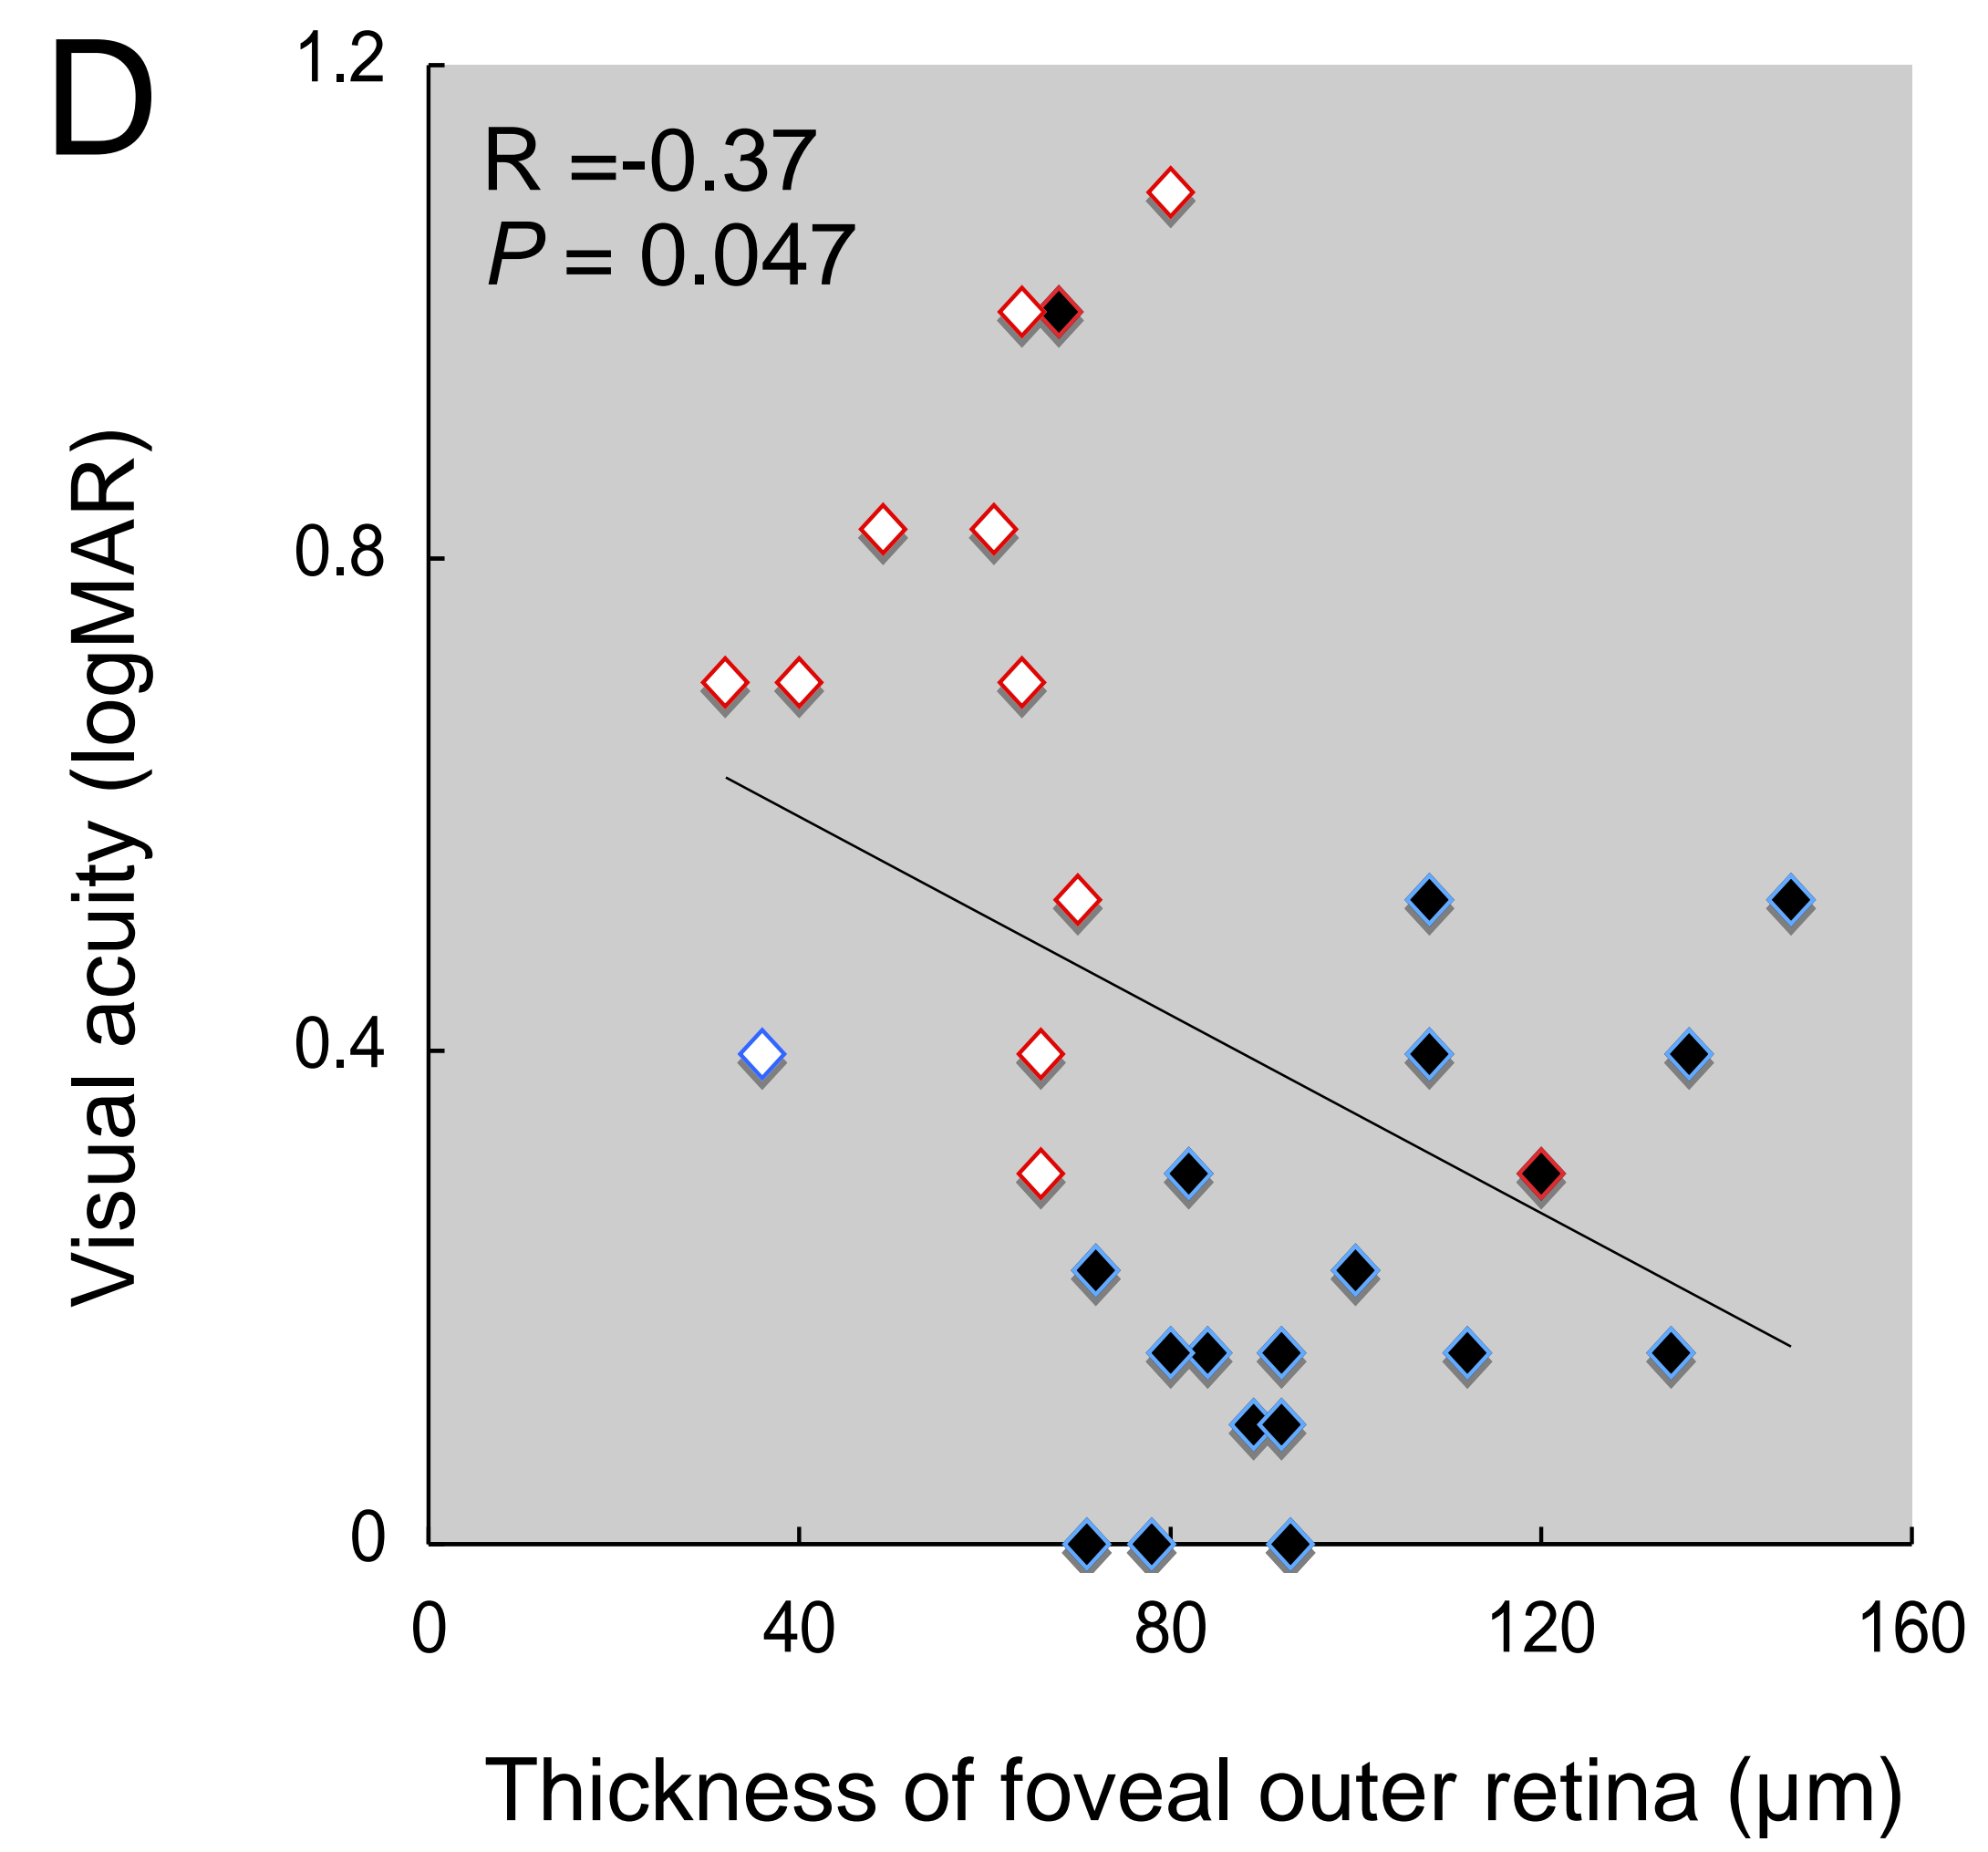 D
1.2
R =-0.37
P = 0.047
0.8
0.4
0
Visual acuity (logMAR)
0 40 80 120 160
Thickness of foveal outer retina (μm)